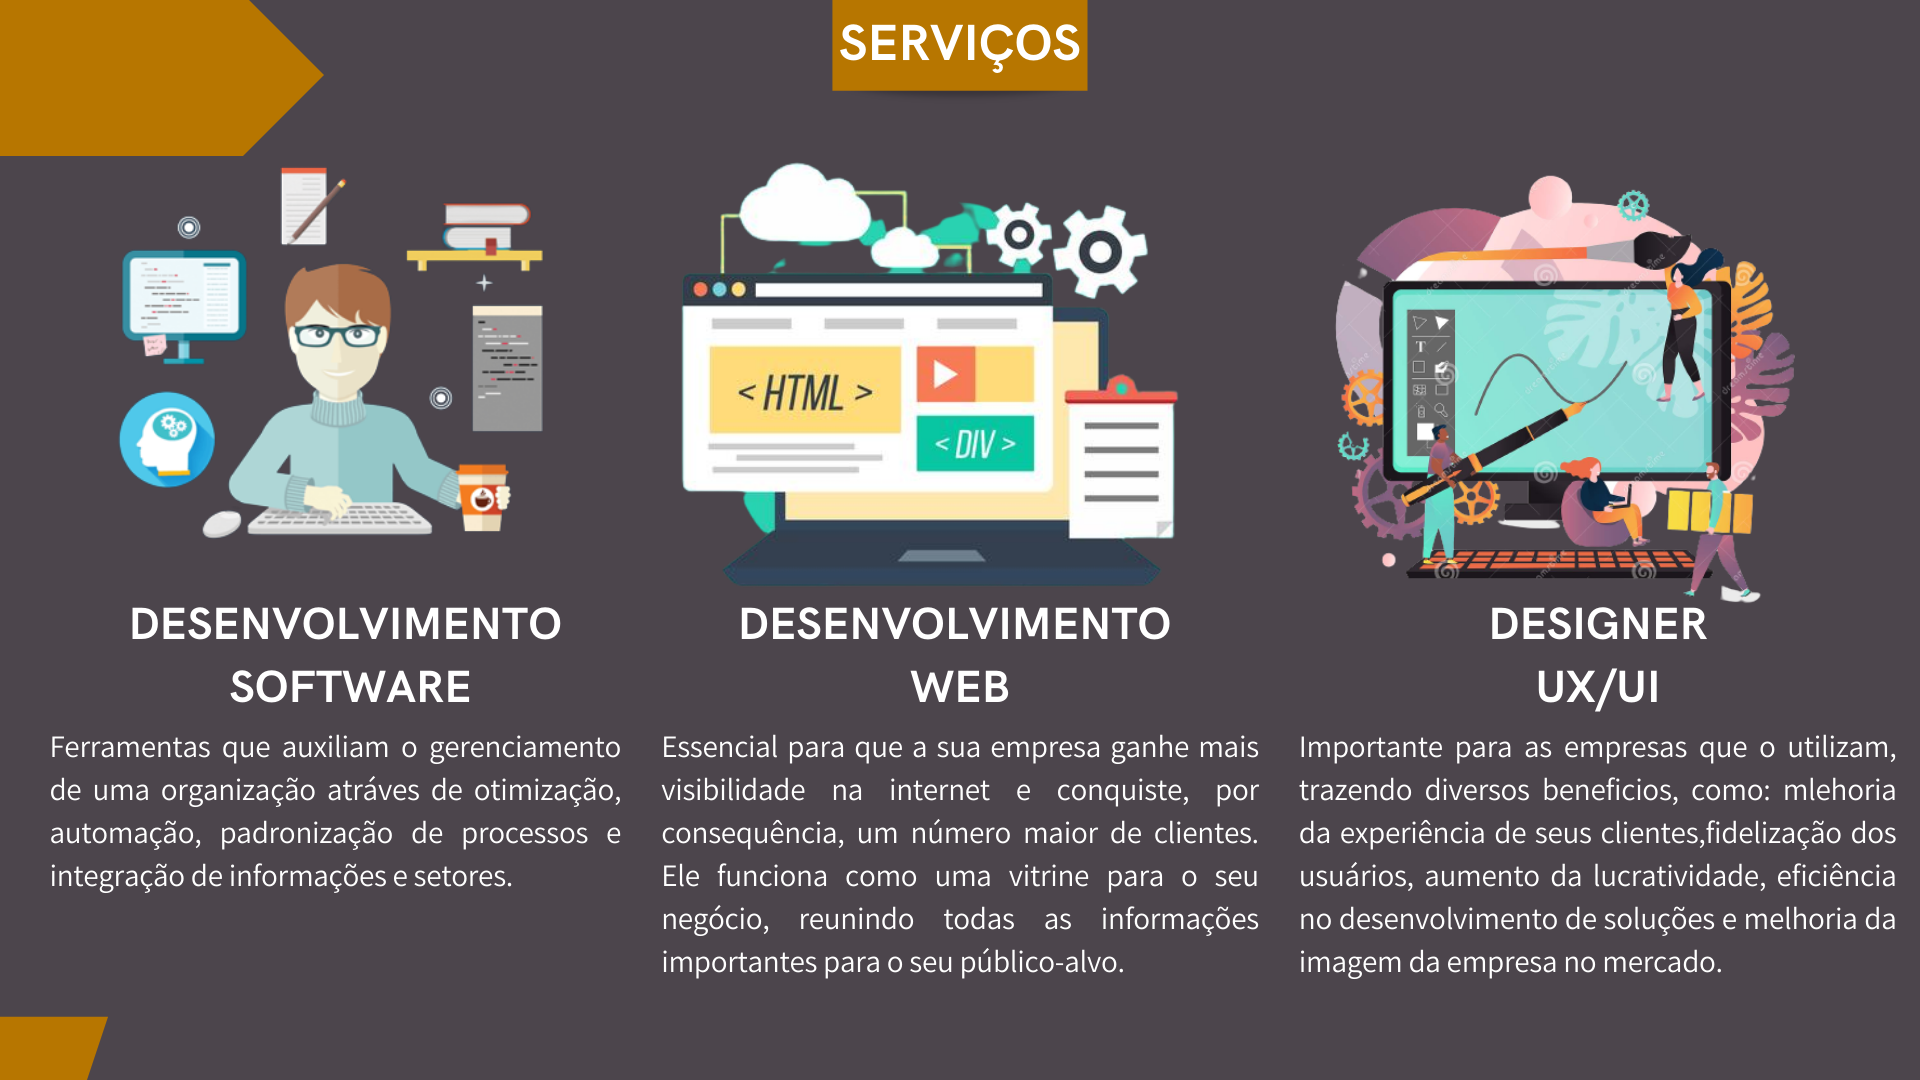 SERVIÇOS
< HTML >
< DIV >
T
DESENVOLVIMENTO
SOFTWARE
Ferramentas que auxiliam o gerenciamento
de uma organização atráves de otimização,
automação, padronização de processos e
integração de informações e setores.
DESENVOLVIMENTO
WEB
Essencial para que a sua empresa ganhe mais
visibilidade na internet e conquiste, por
consequência, um número maior de clientes.
Ele funciona como uma vitrine para o seu
negócio, reunindo todas as informações
importantes para o seu público-alvo.
DESIGNER
UX/UI
Importante para as empresas que o utilizam,
trazendo diversos beneficios, como: mlehoria
da experiência de seus clientes,fidelização dos
usuários, aumento da lucratividade, eficiência
no desenvolvimento de soluções e melhoria da
imagem da empresa no mercado.